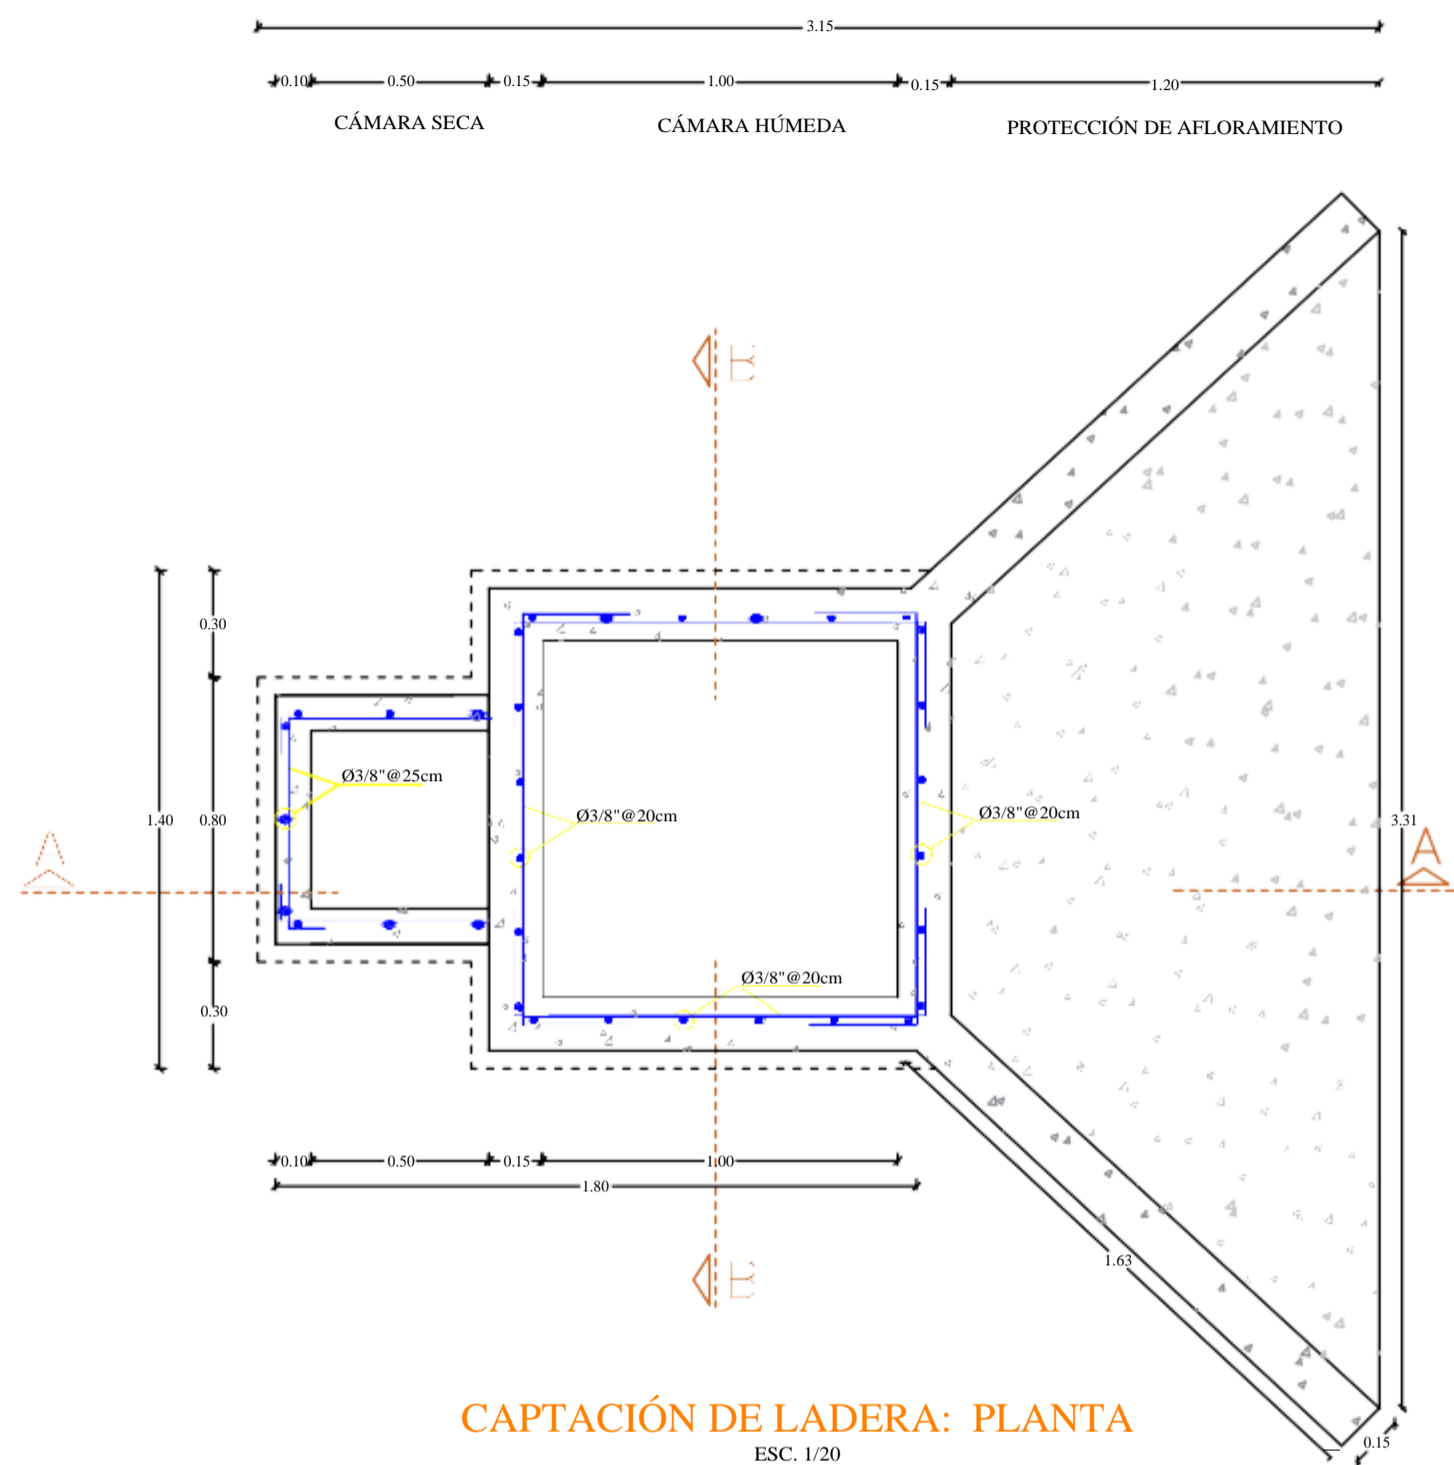 3.15
0.10 0.50 0.15 1.00 0.15 1.20
CÁMARA SECA CÁMARA HÚMEDA PROTECCIÓN DE AFLORAMIENTO
B
0.30
Ø3/8"@25cm
Ø3/8"@20cm
Ø3/8"@20cm
1.40 0.80 3.31
A A
Ø3/8"@20cm
0.30
0.10 0.50 0.15 1.00
1.80
1.63
B
CAPTACIÓN DE LADERA: PLANTA
0.15
ESC. 1/20